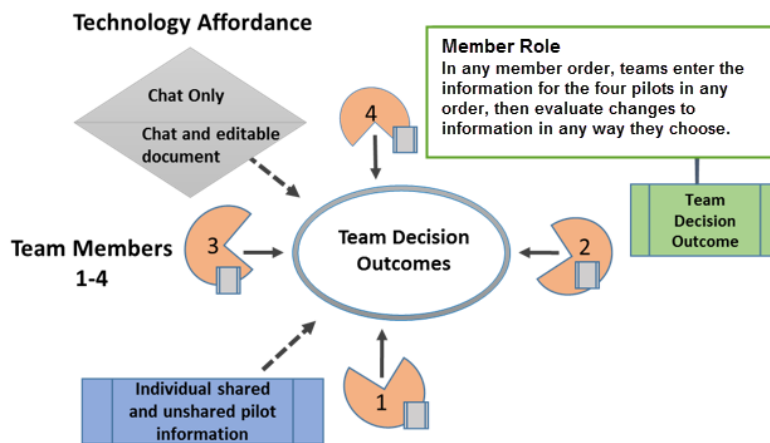 Technology Affordance
Chat Only
Chat and editable
document
4
Member Role
In any member order, teams enter the
information for the four pilots in any
order, then evaluate changes to
information in any way they choose.
Team
Decision
Outcome
Team Members
1-4
3
Team Decision
Outcomes
2
Individual shared
and unshared pilot
information
1